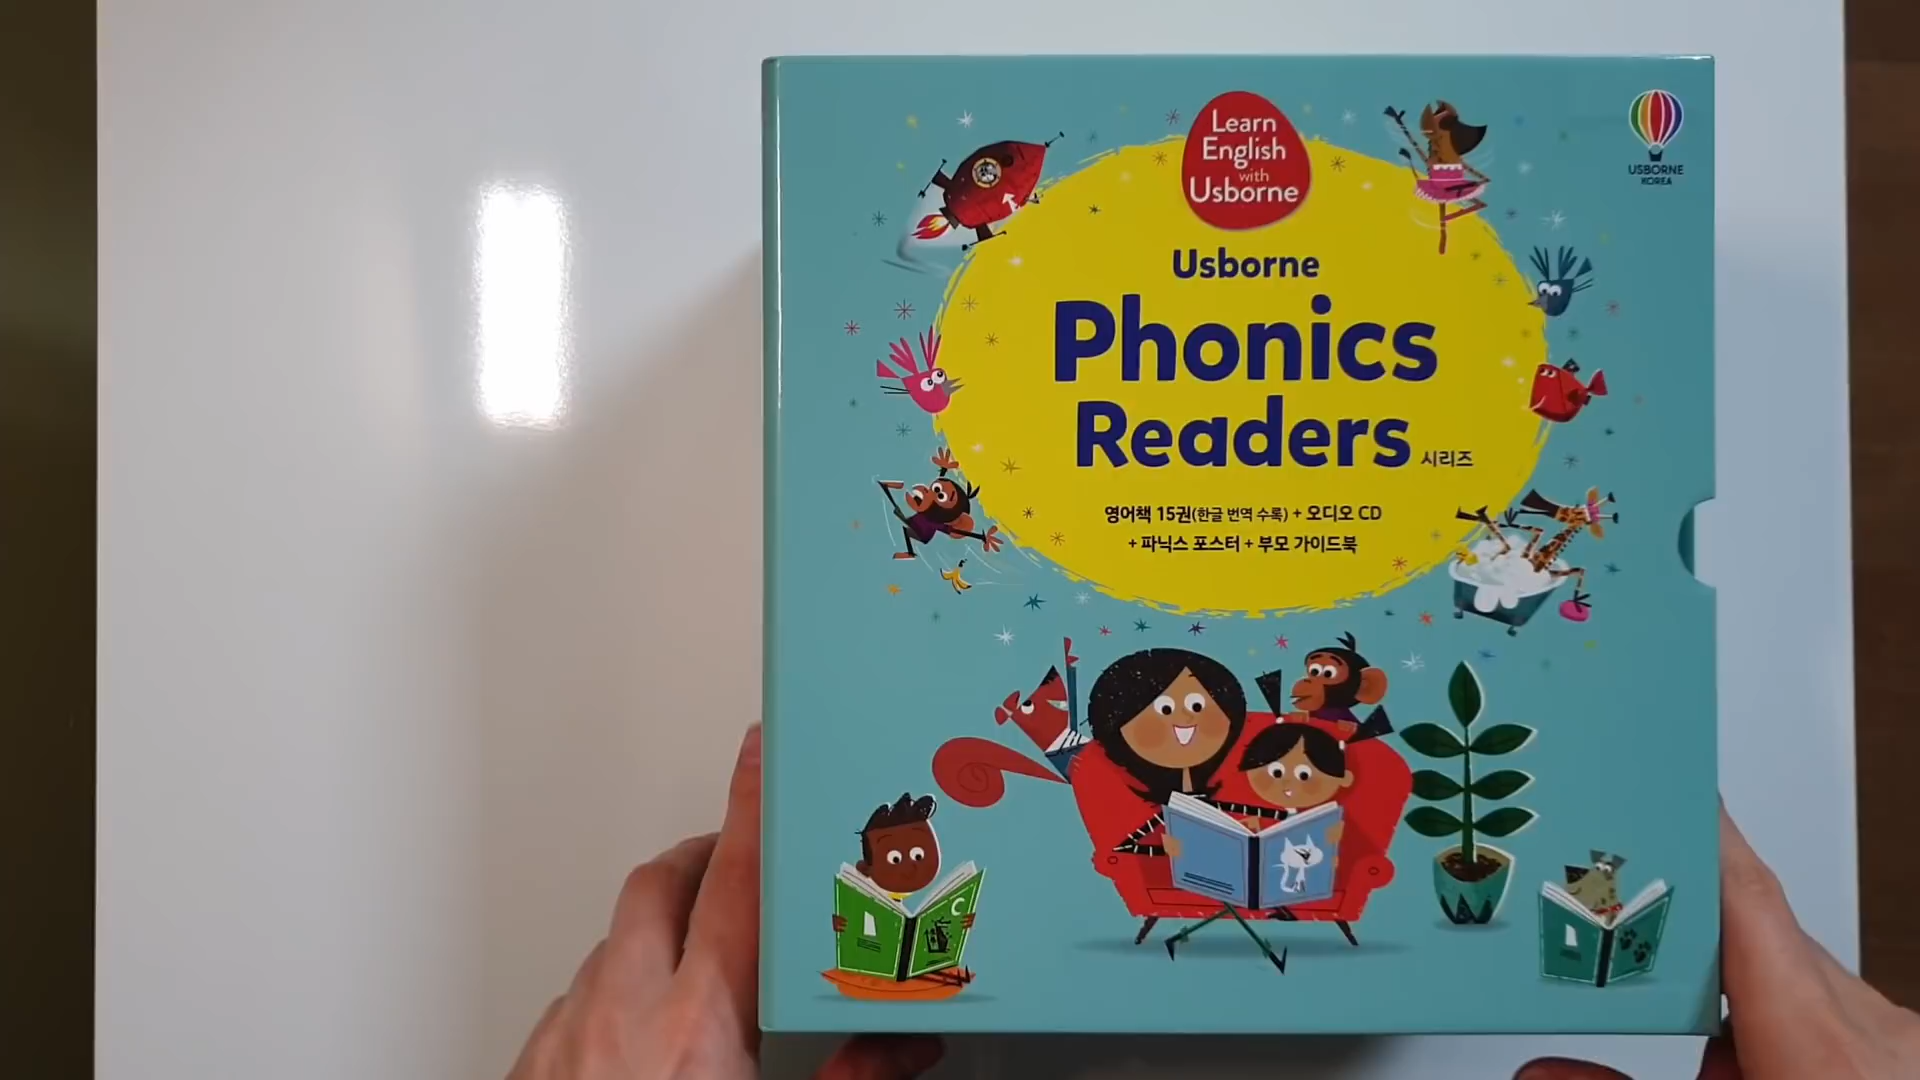 Learn
English
with
Usborne
USBORNE
KOREA
Usborne
Phonics
Readers 시리즈
영어책 15권(한글 번역 수록) + 오디오 CD
+ 파닉스 포스터 + 부모 가이드북